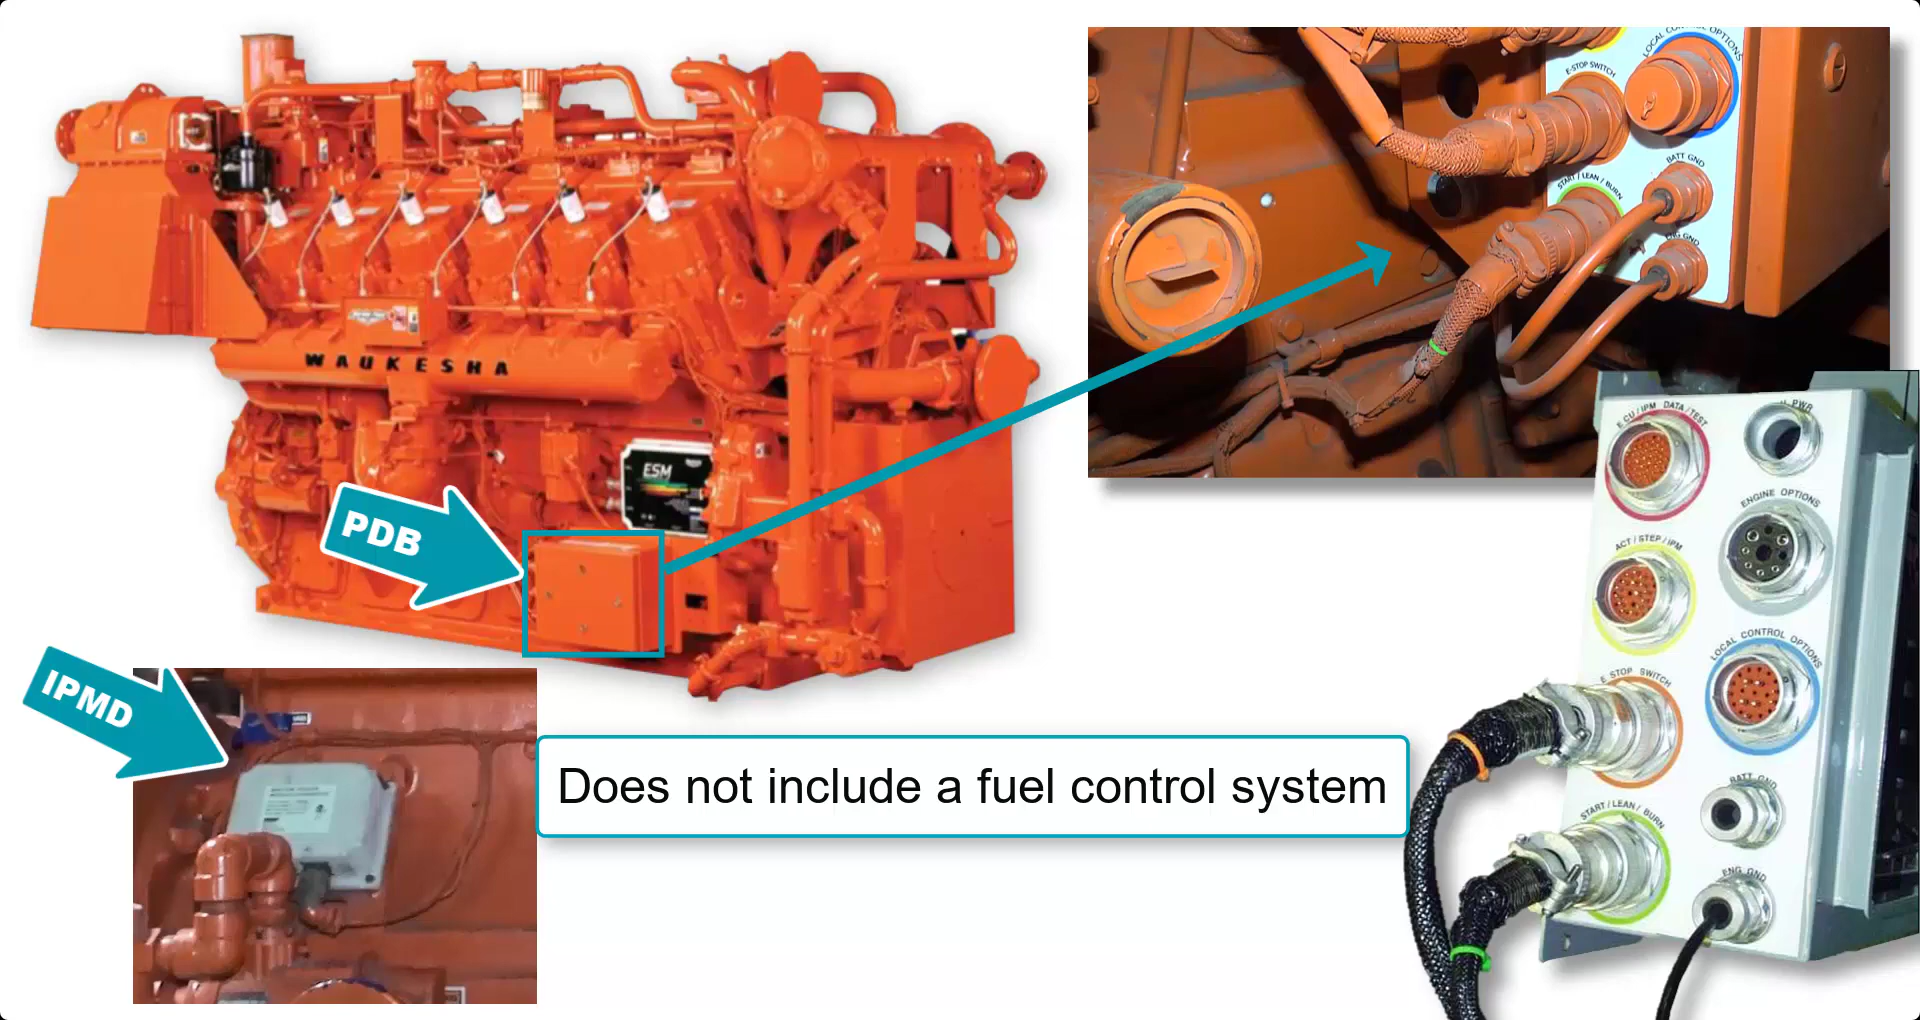 WAUKESHA
ESM
PDB
IPMD
Does not include a fuel control system
LOCAL CONTROL OPTIONS
E-STOP SWITCH
BATT GND
START / LEAN / BURN
ENG GND
ECU / IPM DATA / TEST
PWR
ENGINE OPTIONS
ACT / STEP / IPM
LOCAL CONTROL OPTIONS
E STOP SWITCH
BATT GND
START / LEAN / BURN
ENG GND